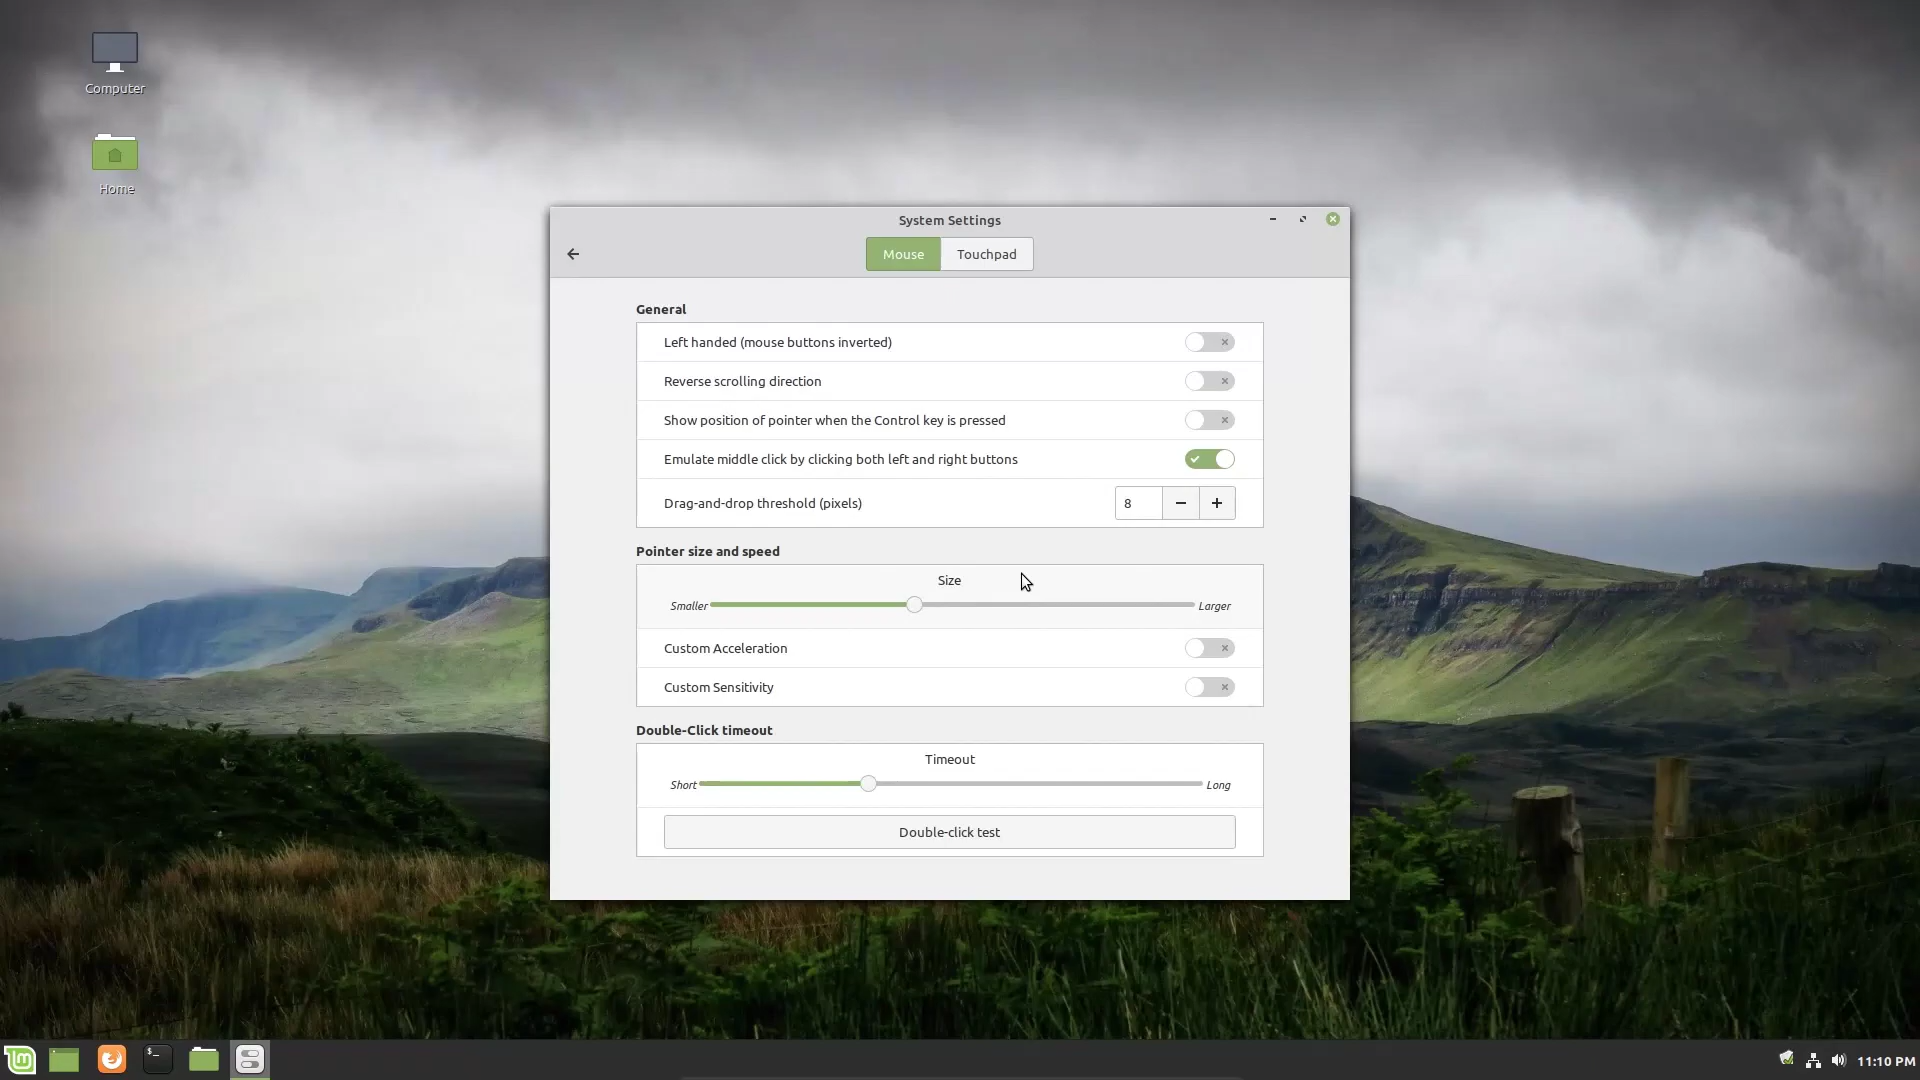 Computer
Home
System Settings
Mouse
Touchpad
General
Left handed (mouse buttons inverted)
Reverse scrolling direction
Show position of pointer when the Control key is pressed
Emulate middle click by clicking both left and right buttons
Drag-and-drop threshold (pixels)
8
Pointer size and speed
Size
Smaller
Larger
Custom Acceleration
Custom Sensitivity
Double-Click timeout
Timeout
Short
Long
Double-click test
11:10 PM